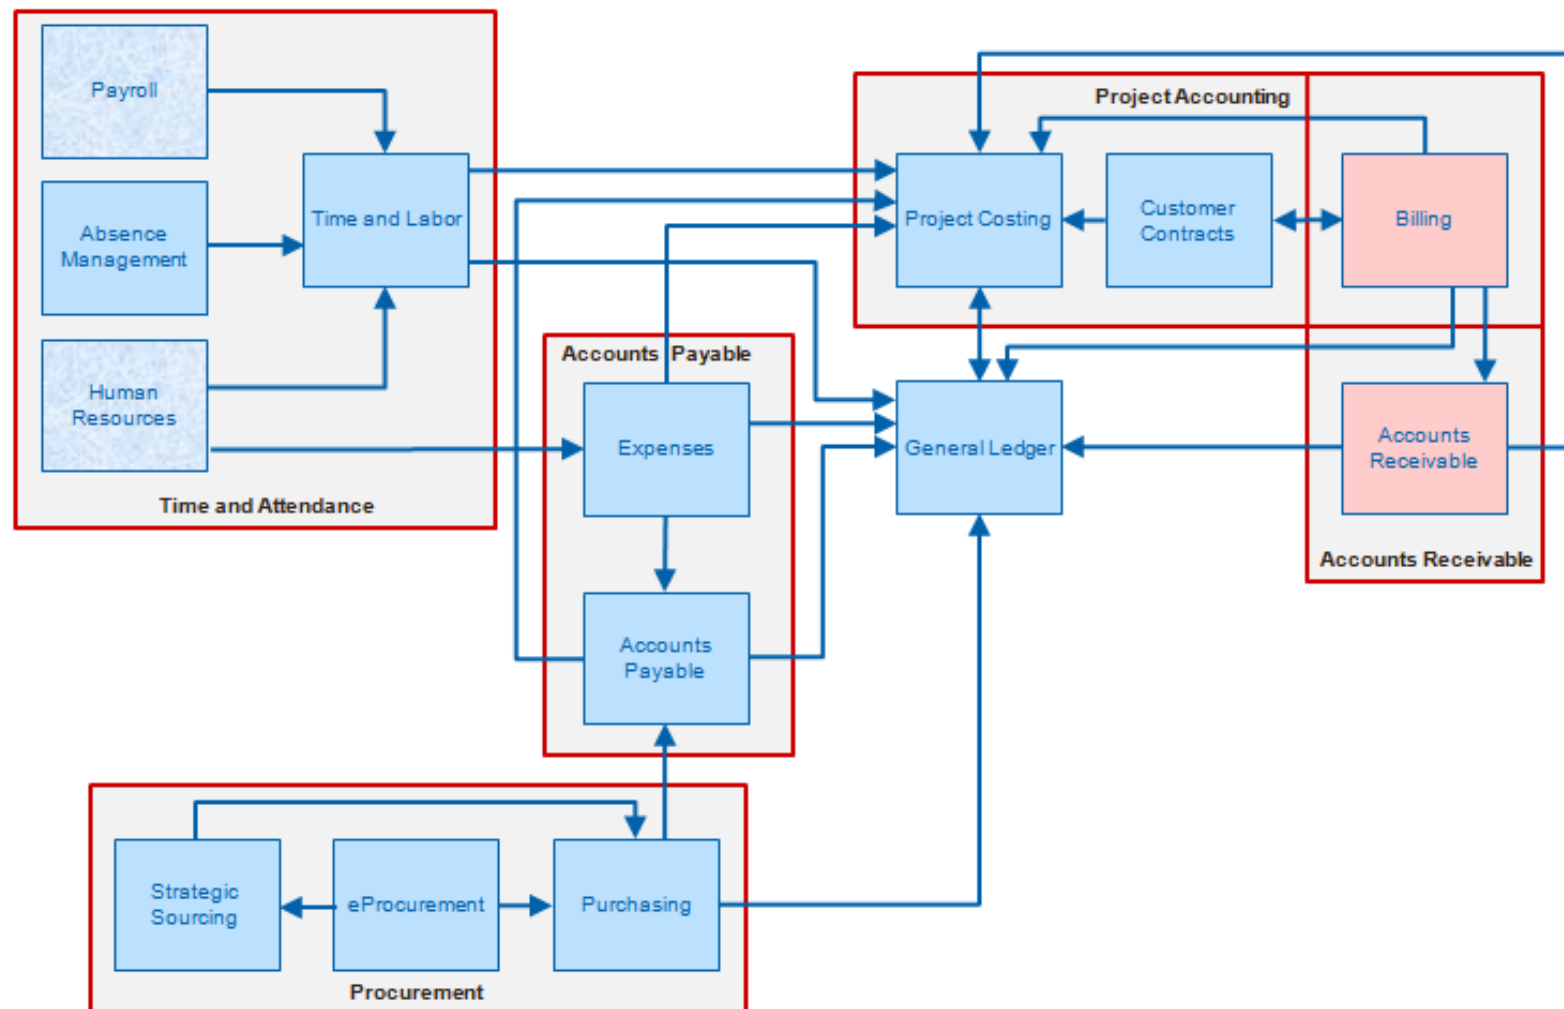 Payroll
Absence
Management
Human
Resources
Time and Labor
Time and Attendance
Accounts Payable
Expenses
Accounts
Payable
Strategic
Sourcing
eProcurement
Purchasing
Procurement
Project Accounting
Project Costing
Customer
Contracts
Billing
General Ledger
Accounts
Receivable
Accounts Receivable